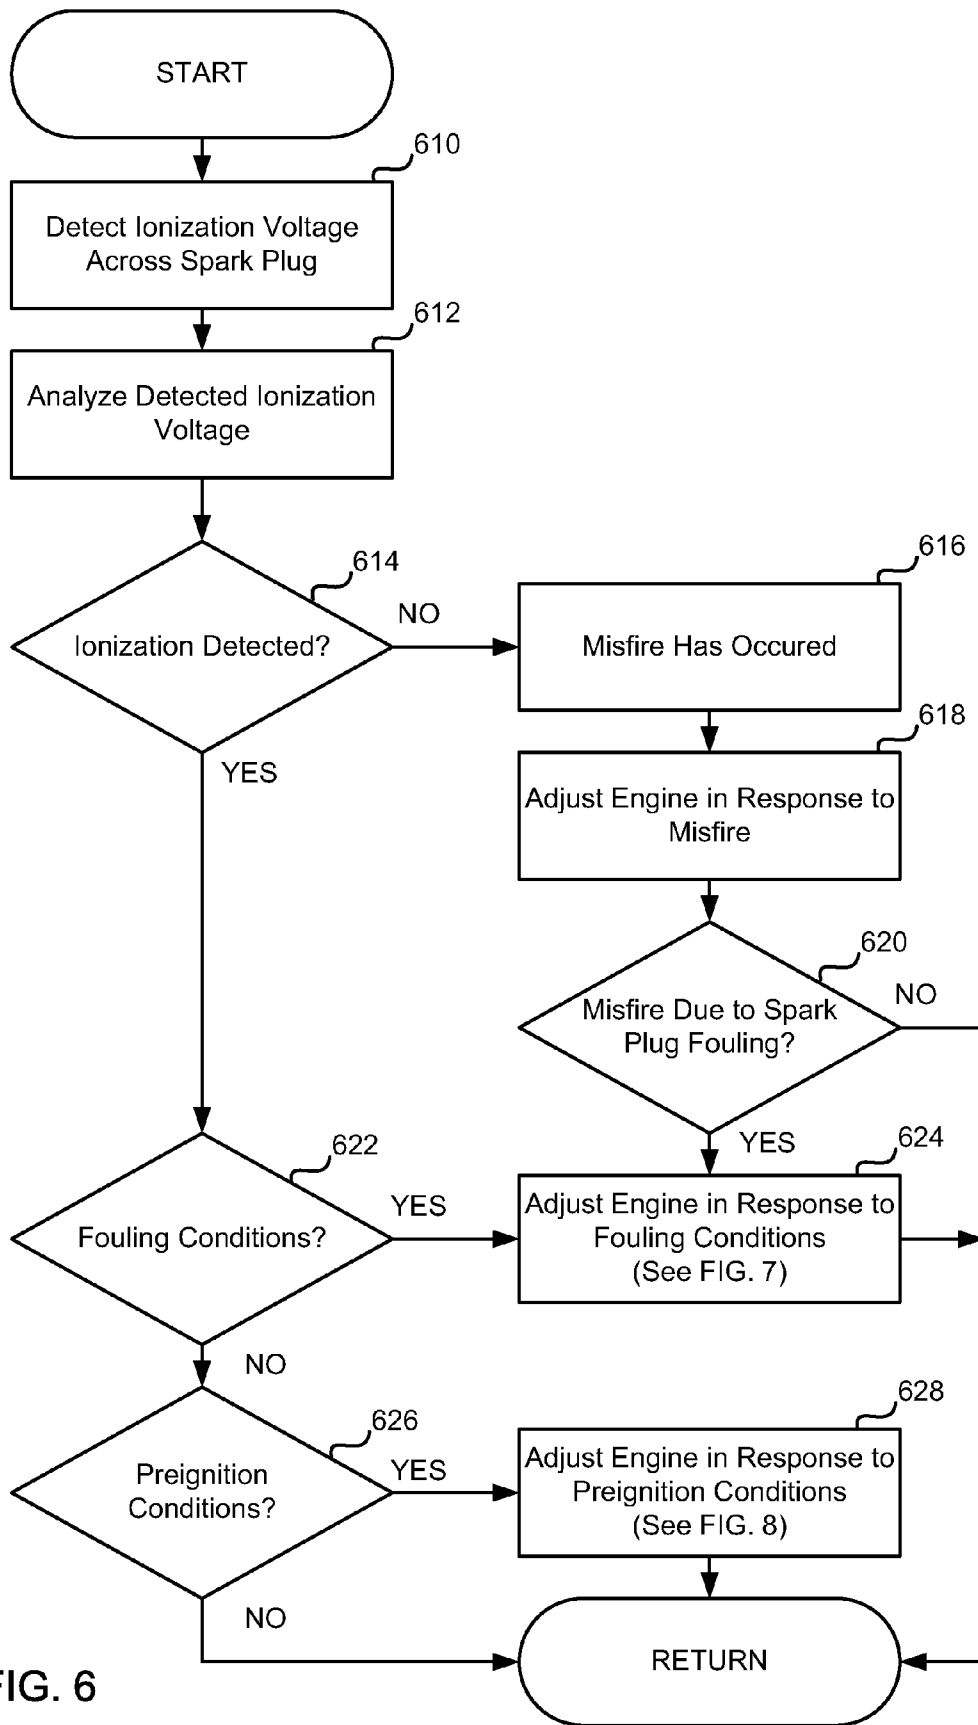 START
610
Detect Ionization Voltage
Across Spark Plug
612
Analyze Detected Ionization
Voltage
614
Ionization Detected?
NO
616
Misfire Has Occured
YES
618
Adjust Engine in Response to
Misfire
620
Misfire Due to Spark
Plug Fouling?
NO
YES
622
Fouling Conditions?
YES
624
Adjust Engine in Response to
Fouling Conditions
(See FIG. 7)
NO
626
Preignition
Conditions?
YES
628
Adjust Engine in Response to
Preignition Conditions
(See FIG. 8)
NO
RETURN
FIG. 6